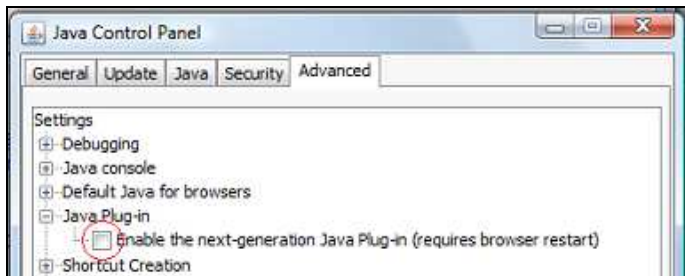 Java Control Panel
General Update Java Security Advanced
Settings
Debugging
Java console
Default Java for browsers
Java Plug-in
Enable the next-generation Java Plug-in (requires browser restart)
Shortcut Creation